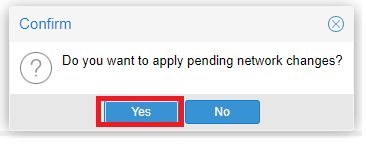 Confirm
Do you want to apply pending network changes?
Yes No